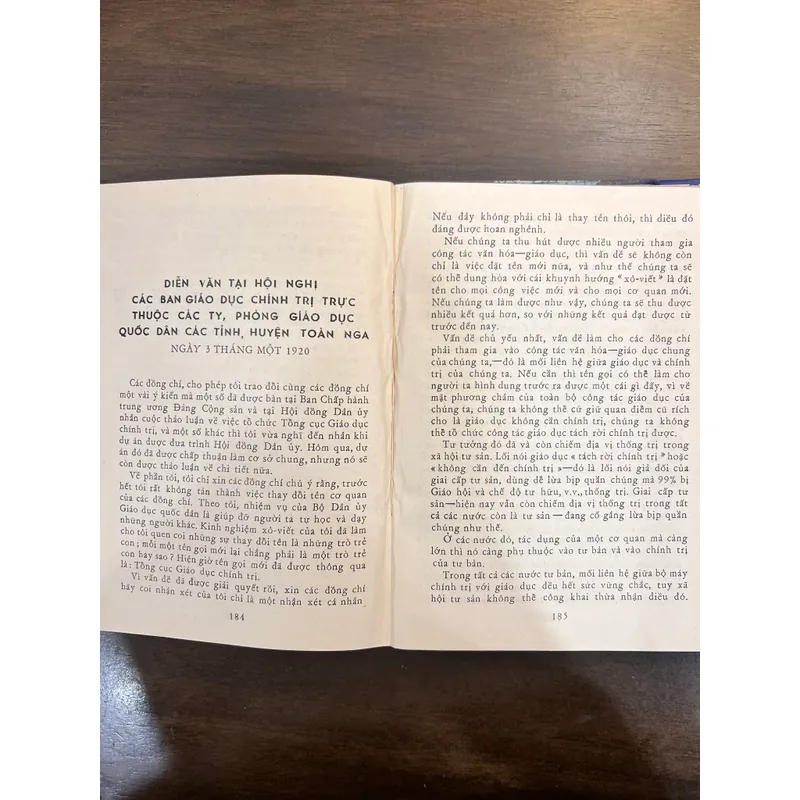 DIỄN VĂN TẠI HỘI NGHỊ
CÁC BAN GIÁO DỤC CHÍNH TRỊ TRỰC
THUỘC CÁC TY, PHÒNG GIÁO DỤC
QUỐC DÂN CÁC TỈNH, HUYỆN TOÀN NGA
NGÀY 3 THÁNG MỘT 1920
Các đồng chí, cho phép tôi trao đổi cùng các đồng chí
một vài ý kiến mà một số đã được bàn tại Ban Chấp hành
trung ương Đảng Cộng sản và tại Hội đồng Dân ủy
nhân cuộc thảo luận về việc tổ chức Tổng cục Giáo dục
chính trị, và một số khác thì tôi vừa nghĩ đến nhân khi
dự án được đưa trình Hội đồng Dân ủy. Hôm qua, dự
án đó đã được chấp thuận làm cơ sở chung, nhưng nó sẽ
còn được thảo luận về chi tiết nữa.
Về phần tôi, tôi chỉ xin các đồng chí chú ý rằng, trước
hết tôi rất không tán thành việc thay đổi tên cơ quan
của các đồng chí. Theo tôi, nhiệm vụ của Bộ Dân ủy
Giáo dục quốc dân là giúp đỡ người ta tự học và dạy
những người khác. Kinh nghiệm xô-viết của tôi đã làm
cho tôi quen coi những sự thay đổi tên là những trò trẻ
con; mỗi một tên gọi mới lại chẳng phải là một trò trẻ
con hay sao? Hiện giờ tên gọi mới đã được thông qua
là: Tổng cục Giáo dục chính trị.
Vì vấn đề đã được giải quyết rồi, xin các đồng chí
hãy coi nhận xét của tôi chỉ là một nhận xét cá nhân.
184
Nếu đây không phải chỉ là thay tên thôi, thì điều đó
đáng được hoan nghênh.
Nếu chúng ta thu hút được nhiều người tham gia
công tác văn hóa—giáo dục, thì vấn đề sẽ không còn
chỉ là việc đặt tên mới nữa, và như thế chúng ta sẽ
có thể dung hòa với cái khuynh hướng «xô-viết» là đặt
tên cho mọi công việc mới và cho mọi cơ quan mới.
Nếu chúng ta làm được như vậy, chúng ta sẽ thu được
nhiều kết quả hơn, so với những kết quả đạt được từ
trước đến nay.
Vấn đề chủ yếu nhất, vấn đề làm cho các đồng chí
phải tham gia vào công tác văn hóa—giáo dục chung
của chúng ta,—đó là mối liên hệ giữa giáo dục và chính
trị của chúng ta. Nếu cần thì tên gọi có thể làm cho
người ta hình dung trước ra được một cái gì đấy, vì về
mặt phương châm của toàn bộ công tác giáo dục của
chúng ta, chúng ta không thể cứ giữ quan điểm cũ rích
cho là giáo dục không cần chính trị, chúng ta không
thể tổ chức công tác giáo dục tách rời chính trị được.
Tư tưởng đó đã và còn chiếm địa vị thống trị trong
xã hội tư sản. Lối nói giáo dục «tách rời chính trị» hoặc
«không cần đến chính trị»—đó là lối nói giả dối của
giai cấp tư sản, dùng để lừa bịp quần chúng mà 99% bị
Giáo hội và chế độ tư hữu, v.v., thống trị. Giai cấp tư
sản—hiện nay vẫn còn chiếm địa vị thống trị trong tất
cả các nước còn là tư sản—đang cố gắng lừa bịp quần
chúng như thế.
Ở các nước đó, tác dụng của một cơ quan mà càng
lớn thì nó càng phụ thuộc vào tư bản và vào chính trị
của tư bản.
Trong tất cả các nước tư bản, mối liên hệ giữa bộ máy
chính trị với giáo dục đều hết sức vững chắc, tuy xã
hội tư sản không thể công khai thừa nhận điều đó.
185